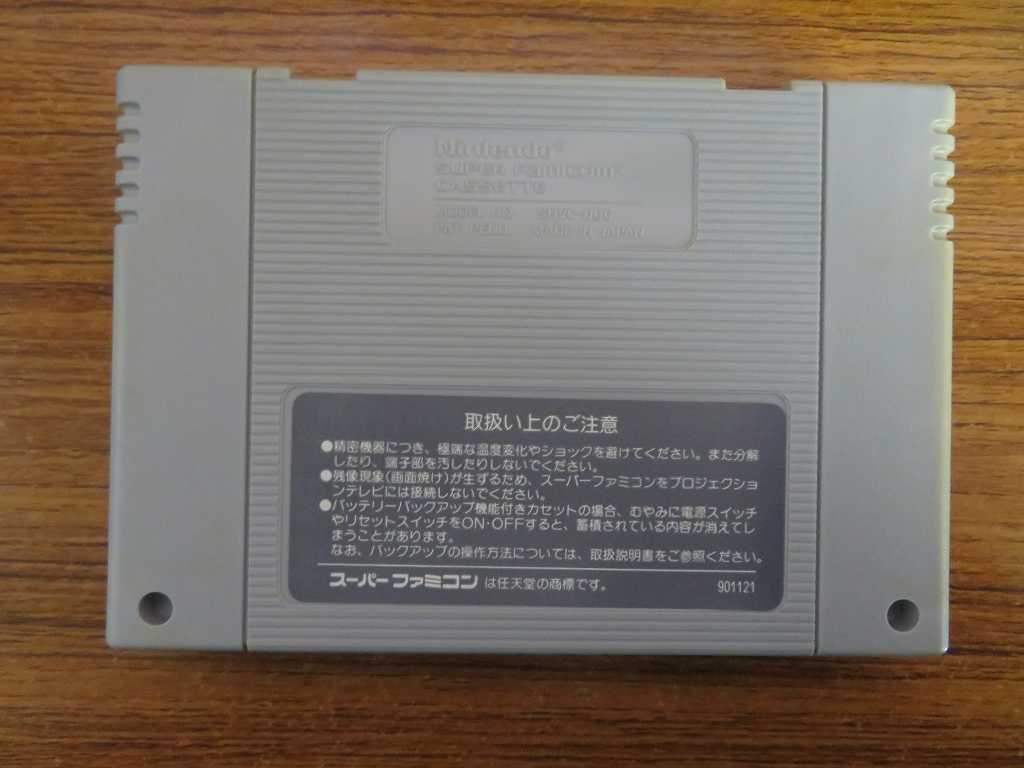 Nintendo®
SUPER FAMICOM®
CASSETTE
MODEL NO. SHVC-006
PAT. PEND. MADE IN JAPAN
取扱い上のご注意
●精密機器につき、極端な温度変化やショックを避けてください。また分解
したり、端子部を汚したりしないでください。
●残像現象(画面焼け)が生ずるため、スーパーファミコンをプロジェクショ
ンテレビには接続しないでください。
●バッテリーバックアップ機能付きカセットの場合、むやみに電源スイッチ
やリセットスイッチをON・OFFすると、蓄積されている内容が消えてし
まうことがあります。
なお、バックアップの操作方法については、取扱説明書をご参照ください。
スーパーファミコンは任天堂の商標です。 901121